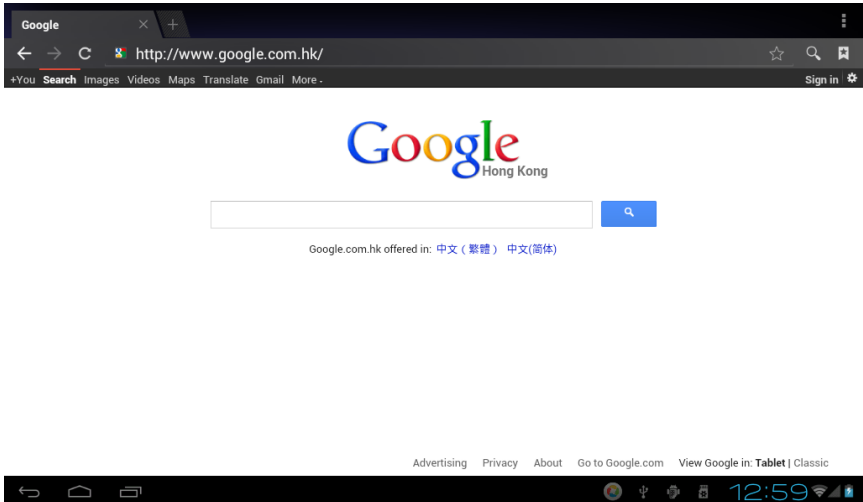 Google
http://www.google.com.hk/
+You Search Images Videos Maps Translate Gmail More Sign in
Google
Hong Kong
Google.com.hk offered in: 中文（繁體） 中文(简体)
Advertising Privacy About Go to Google.com View Google in: Tablet | Classic
12:59